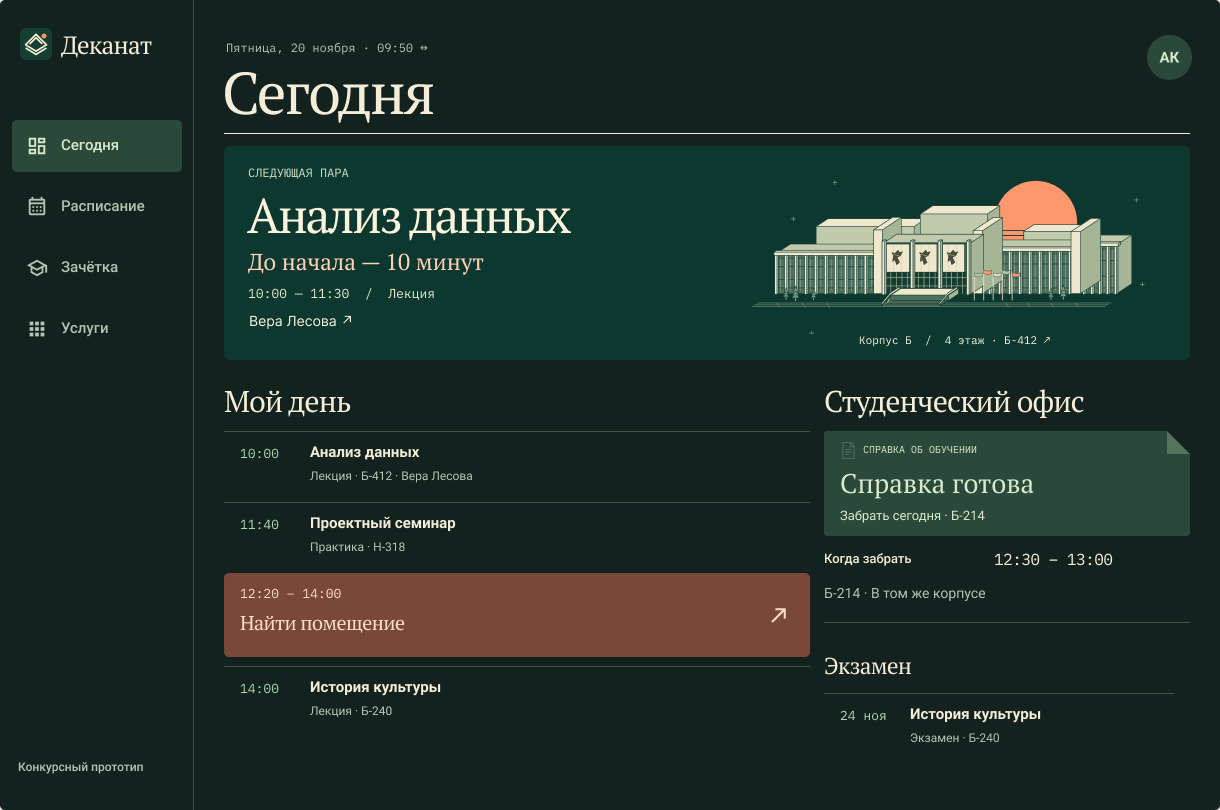 Деканат
Сегодня
Расписание
Зачётка
Услуги
Конкурсный прототип
Пятница, 20 ноября · 09:50 ↔
АК
Сегодня
СЛЕДУЮЩАЯ ПАРА
Анализ данных
До начала — 10 минут
10:00 — 11:30 / Лекция
Вера Лесова ↗
Корпус Б / 4 этаж · Б-412 ↗
Мой день
10:00 Анализ данных
Лекция · Б-412 · Вера Лесова
11:40 Проектный семинар
Практика · Н-318
12:20 – 14:00
Найти помещение
14:00 История культуры
Лекция · Б-240
Студенческий офис
СПРАВКА ОБ ОБУЧЕНИИ
Справка готова
Забрать сегодня · Б-214
Когда забрать 12:30 – 13:00
Б-214 · В том же корпусе
Экзамен
24 ноя История культуры
Экзамен · Б-240